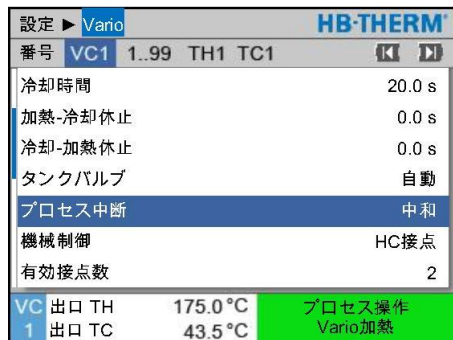 設定 ▶ Vario HB-THERM®
番号 VC1 1..99 TH1 TC1
冷却時間 20.0 s
加熱-冷却休止 0.0 s
冷却-加熱休止 0.0 s
タンクバルブ 自動
プロセス中断 中和
機械制御 HC接点
有効接点数 2
VC 出口 TH 175.0°C プロセス操作
1 出口 TC 43.5°C Vario加熱